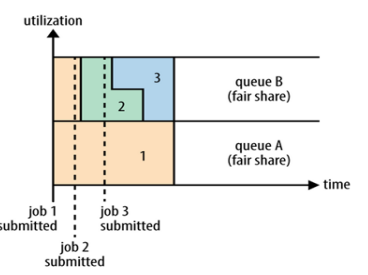 utilization
3
queue B
(fair share)
2
queue A
(fair share)
1
time
job 1
submitted
job 3
submitted
job 2
submitted